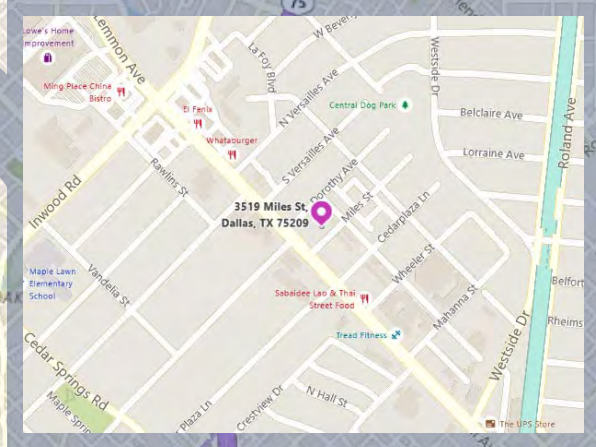 75
Lowe's Home
Improvement
Lemmon Ave
La Foy Blvd
W Bever
Westside Dr
Ming Place China
Bistro
El Fenix
N Versailles Ave
Central Dog Park
Belclaire Ave
Roland Ave
Whataburger
Lorraine Ave
S Versailles Ave
Rawlins St
Inwood Rd
Dorothy Ave
3519 Miles St,
Dallas, TX 75209
Miles St
Cedarplaza Ln
Wheeler St
Maple Lawn
Elementary
School
Vandelia St
Sabaidee Lao & Thai
Street Food
Mahanna St
Belfort
Rheims
Tread Fitness
Westside Dr
Cedar Springs Rd
Maple Sprin
Plaza Ln
Crestview Dr
N Hall St
The UPS Store